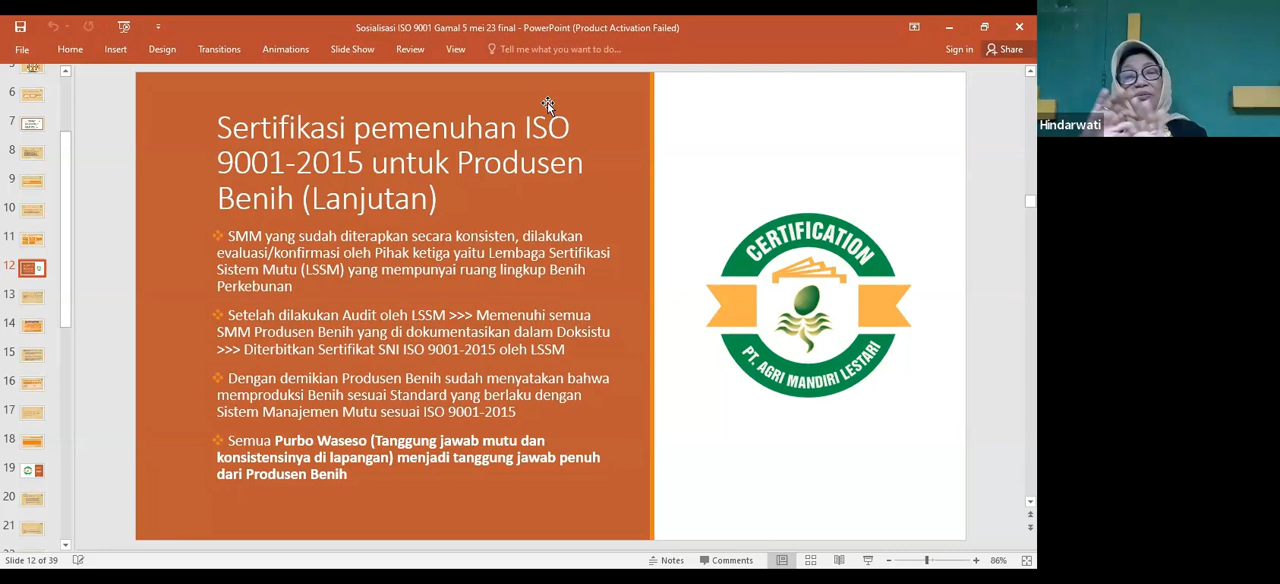 Sosialisasi ISO 9001 Gamal 5 mei 23 final - PowerPoint (Product Activation Failed)
File Home Insert Design Transitions Animations Slide Show Review View Tell me what you want to do... Sign in Share
Hindarwati
6
7
8
9
10
11
12
13
14
15
16
17
18
19
20
21
Sertifikasi pemenuhan ISO
9001-2015 untuk Produsen
Benih (Lanjutan)
SMM yang sudah diterapkan secara konsisten, dilakukan
evaluasi/konfirmasi oleh Pihak ketiga yaitu Lembaga Sertifikasi
Sistem Mutu (LSSM) yang mempunyai ruang lingkup Benih
Perkebunan
Setelah dilakukan Audit oleh LSSM >>> Memenuhi semua
SMM Produsen Benih yang di dokumentasikan dalam Doksistu
>>> Diterbitkan Sertifikat SNI ISO 9001-2015 oleh LSSM
Dengan demikian Produsen Benih sudah menyatakan bahwa
memproduksi Benih sesuai Standard yang berlaku dengan
Sistem Manajemen Mutu sesuai ISO 9001-2015
Semua Purbo Waseso (Tanggung jawab mutu dan
konsistensinya di lapangan) menjadi tanggung jawab penuh
dari Produsen Benih
CERTIFICATION
PT. AGRI MANDIRI LESTARI
Slide 12 of 39 Notes Comments 86%